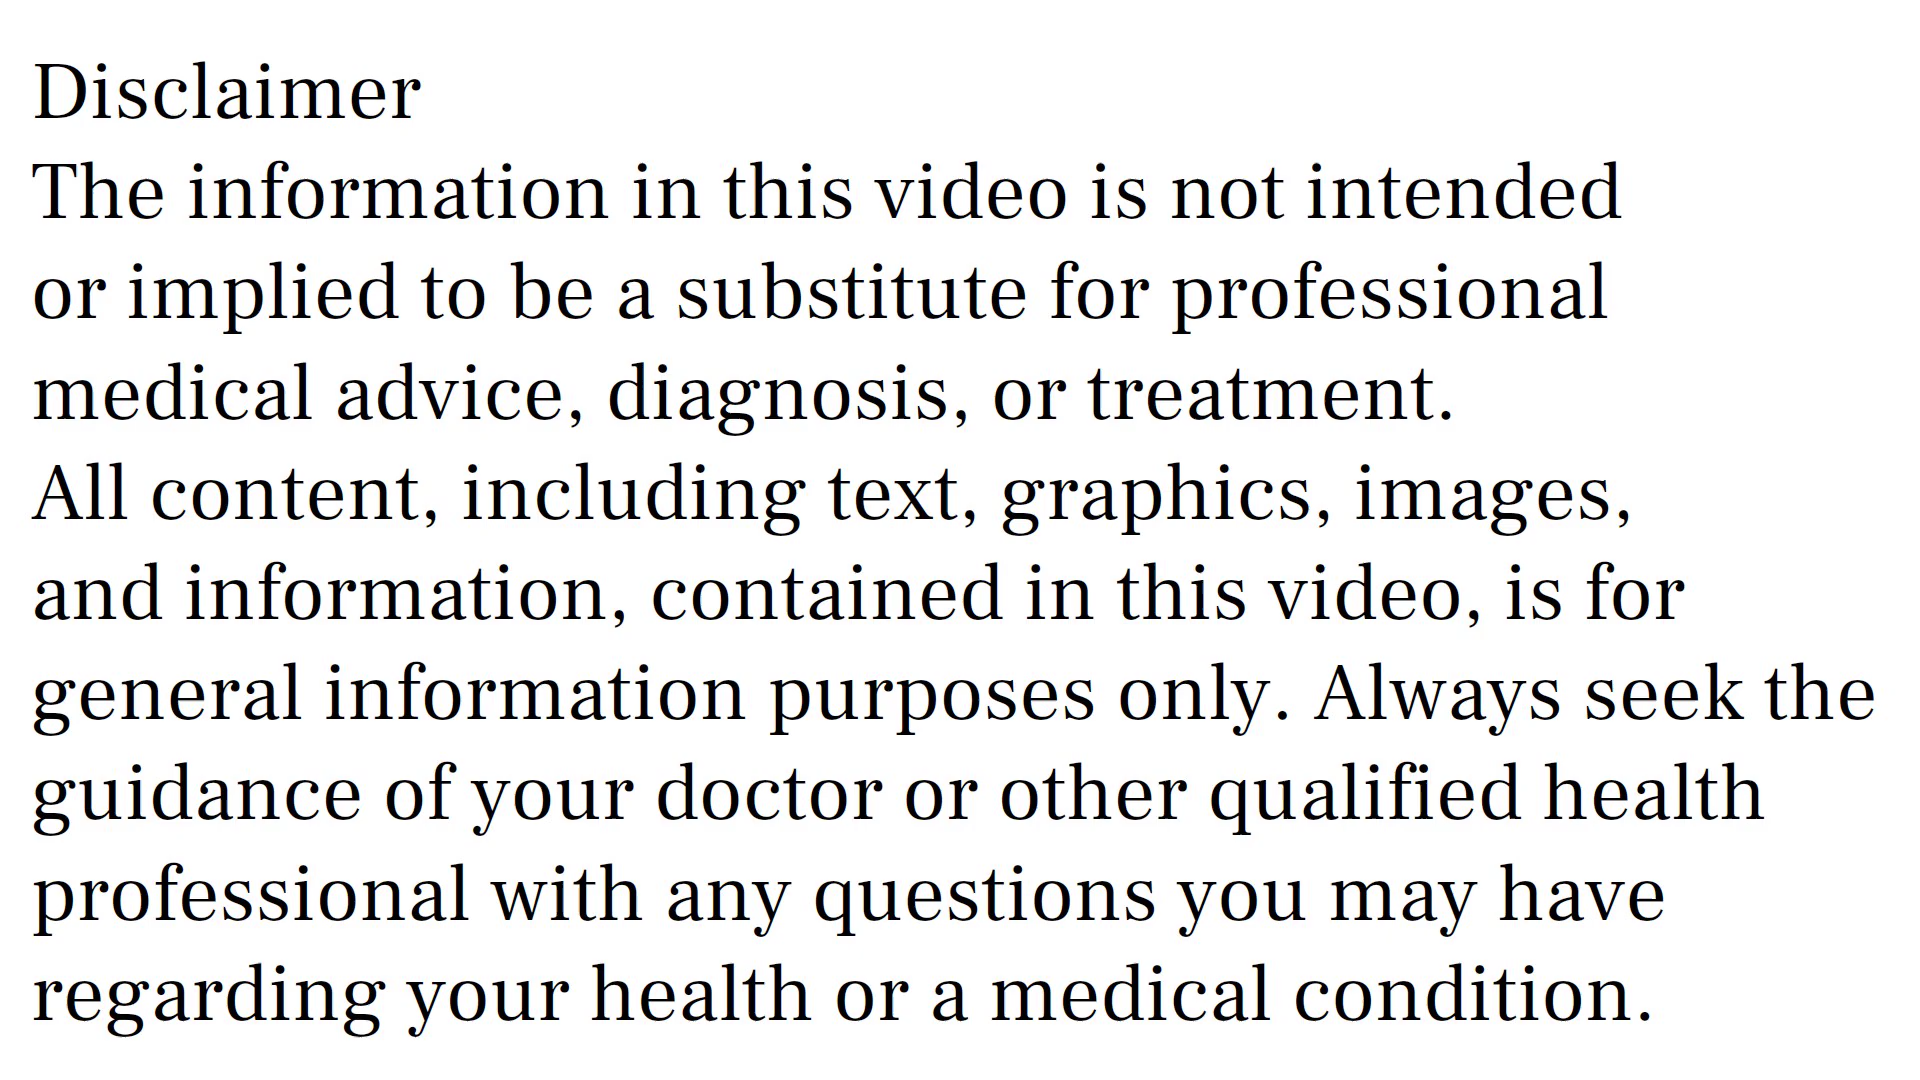 Disclaimer
The information in this video is not intended
or implied to be a substitute for professional
medical advice, diagnosis, or treatment.
All content, including text, graphics, images,
and information, contained in this video, is for
general information purposes only. Always seek the
guidance of your doctor or other qualified health
professional with any questions you may have
regarding your health or a medical condition.